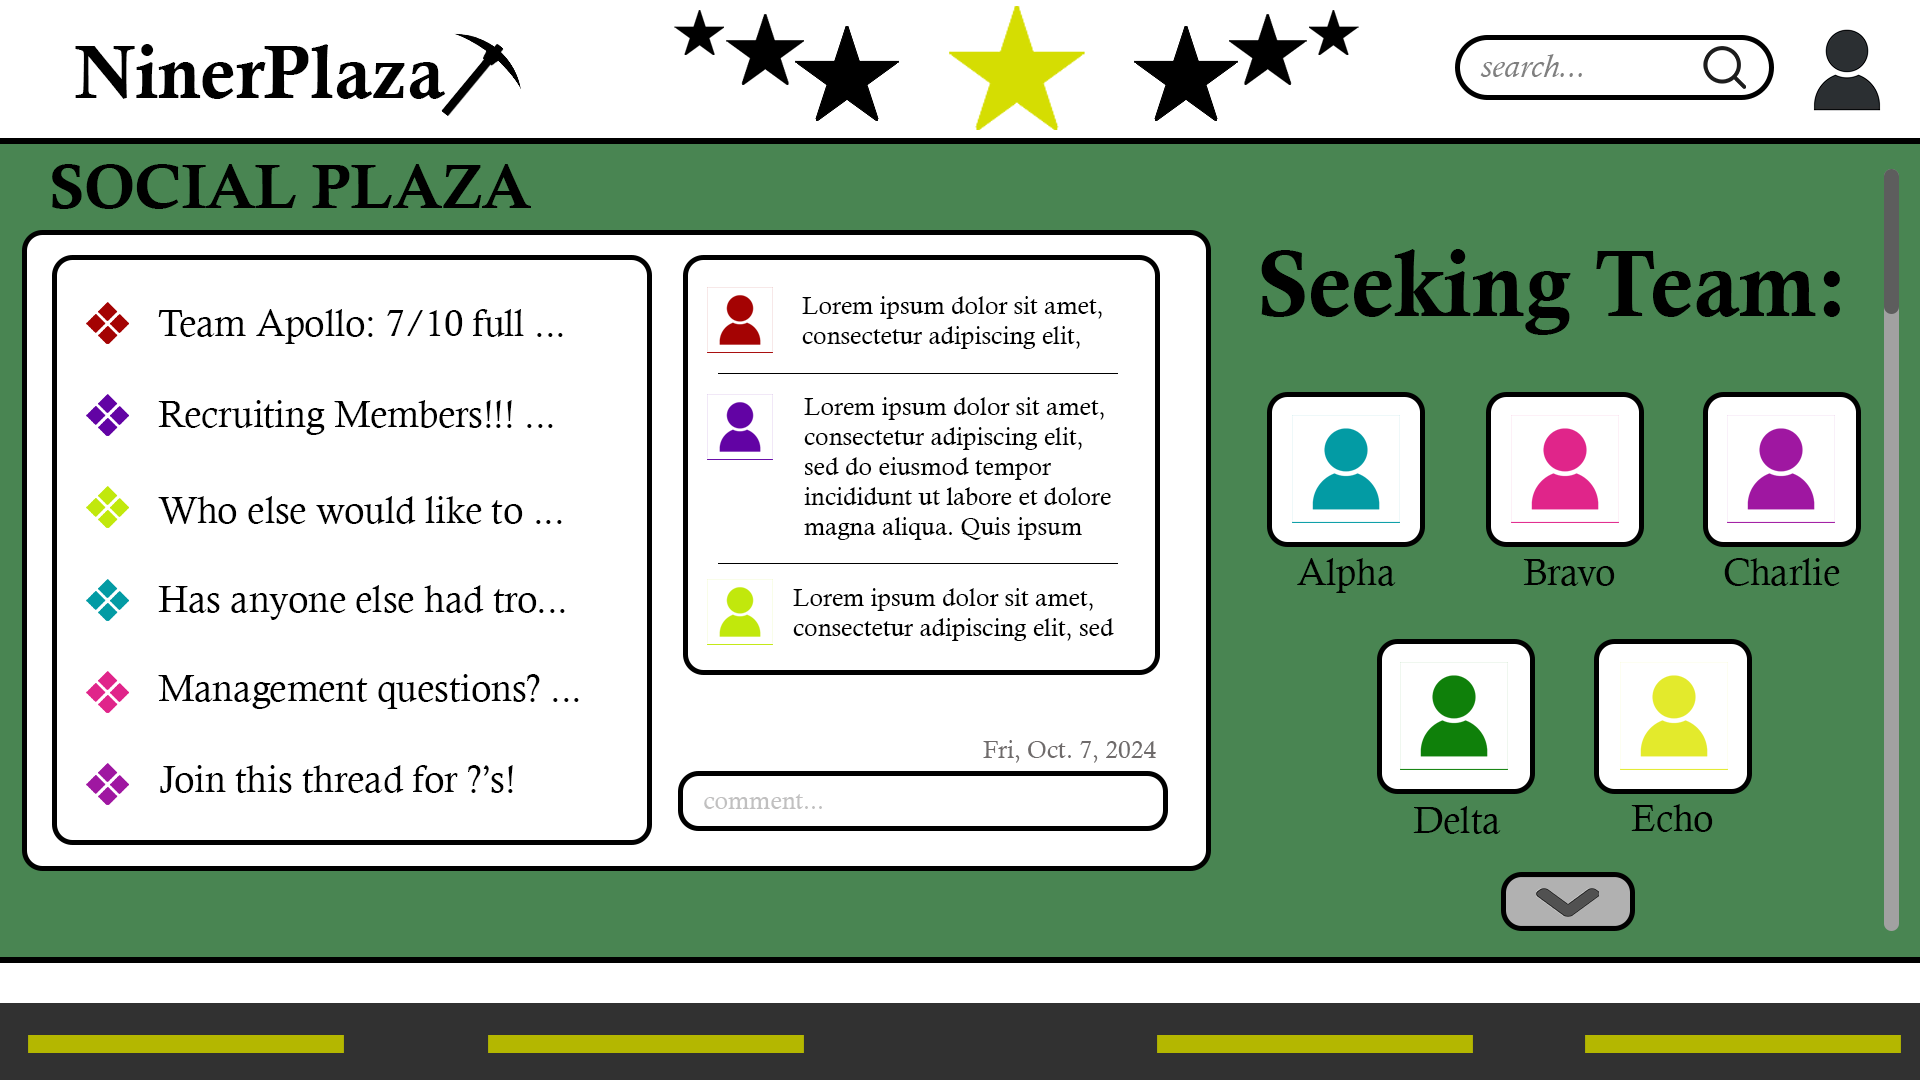 NinerPlaza
search...
SOCIAL PLAZA
Team Apollo: 7/10 full ...
Recruiting Members!!! ...
Who else would like to ...
Has anyone else had tro...
Management questions? ...
Join this thread for ?’s!
Lorem ipsum dolor sit amet,
consectetur adipiscing elit,
Lorem ipsum dolor sit amet,
consectetur adipiscing elit,
sed do eiusmod tempor
incididunt ut labore et dolore
magna aliqua. Quis ipsum
Lorem ipsum dolor sit amet,
consectetur adipiscing elit, sed
Fri, Oct. 7, 2024
comment...
Seeking Team:
Alpha
Bravo
Charlie
Delta
Echo